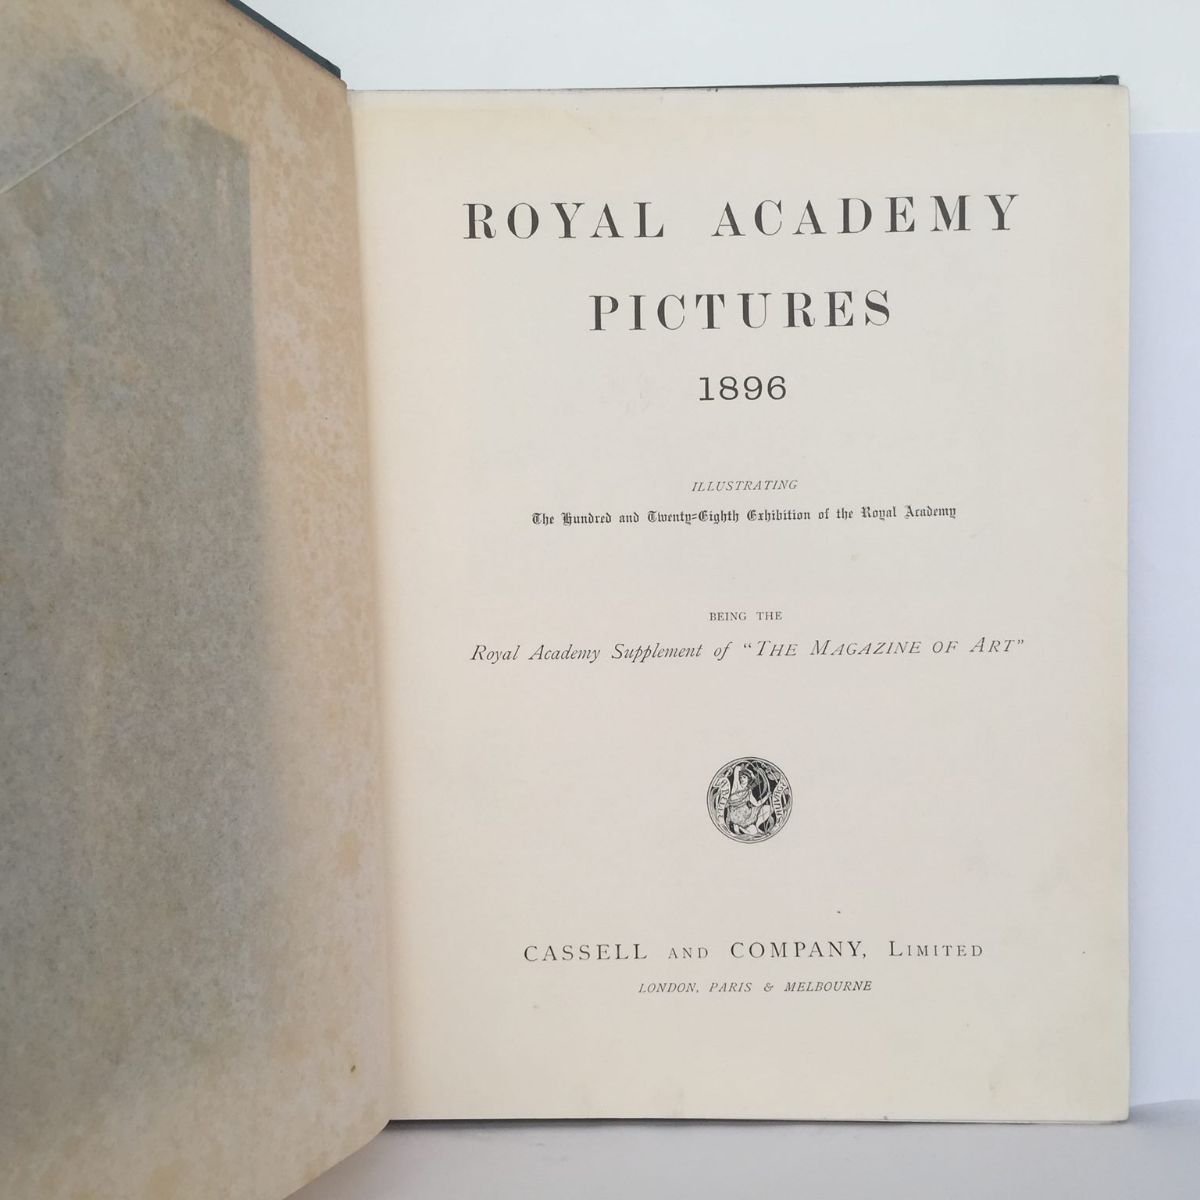 ROYAL ACADEMY
PICTURES
1896
ILLUSTRATING
The Hundred and Twenty-Eighth Exhibition of the Royal Academy
BEING THE
Royal Academy Supplement of "THE MAGAZINE OF ART"
CASSELL AND COMPANY, LIMITED
LONDON, PARIS & MELBOURNE